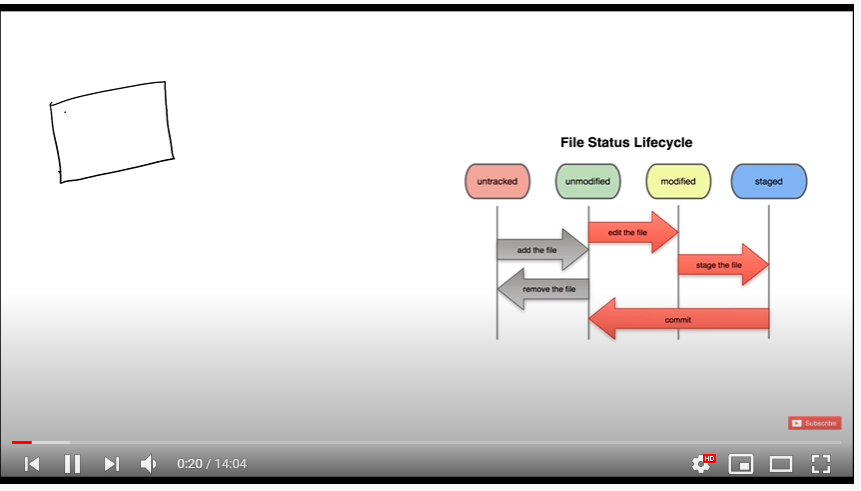 File Status Lifecycle
untracked unmodified modified staged
edit the file
add the file
stage the file
remove the file
commit
Subscribe
0:20 / 14:04
HD